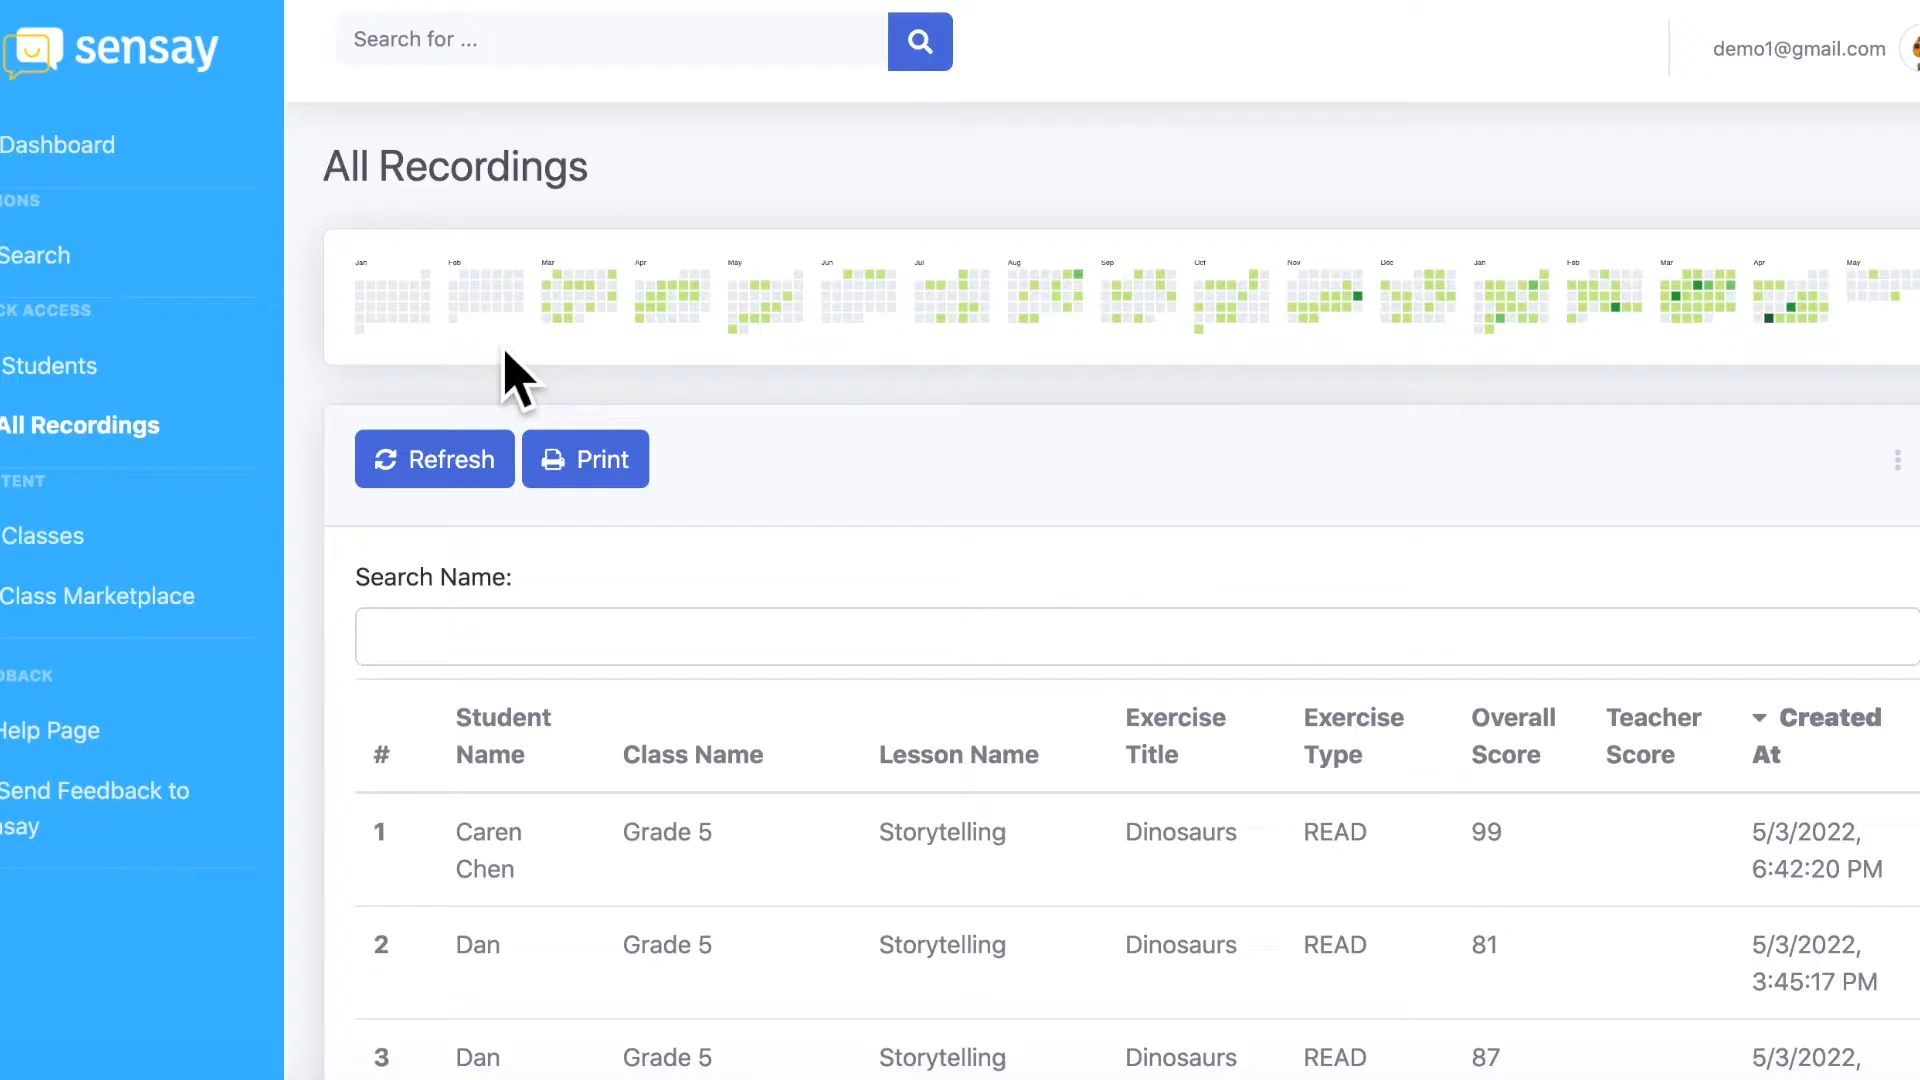 sensay
Search for ...
demo1@gmail.com
Dashboard
IONS
Search
CK ACCESS
Students
All Recordings
TENT
Classes
Class Marketplace
DBACK
Help Page
Send Feedback to
nsay
All Recordings
Jan Feb Mar Apr May Jun Jul Aug Sep Oct Nov Dec Jan Feb Mar Apr May
Refresh Print
Search Name:
# Student Name Class Name Lesson Name Exercise Title Exercise Type Overall Score Teacher Score Created At
1 Caren Chen Grade 5 Storytelling Dinosaurs READ 99 5/3/2022, 6:42:20 PM
2 Dan Grade 5 Storytelling Dinosaurs READ 81 5/3/2022, 3:45:17 PM
3 Dan Grade 5 Storytelling Dinosaurs READ 87 5/3/2022,